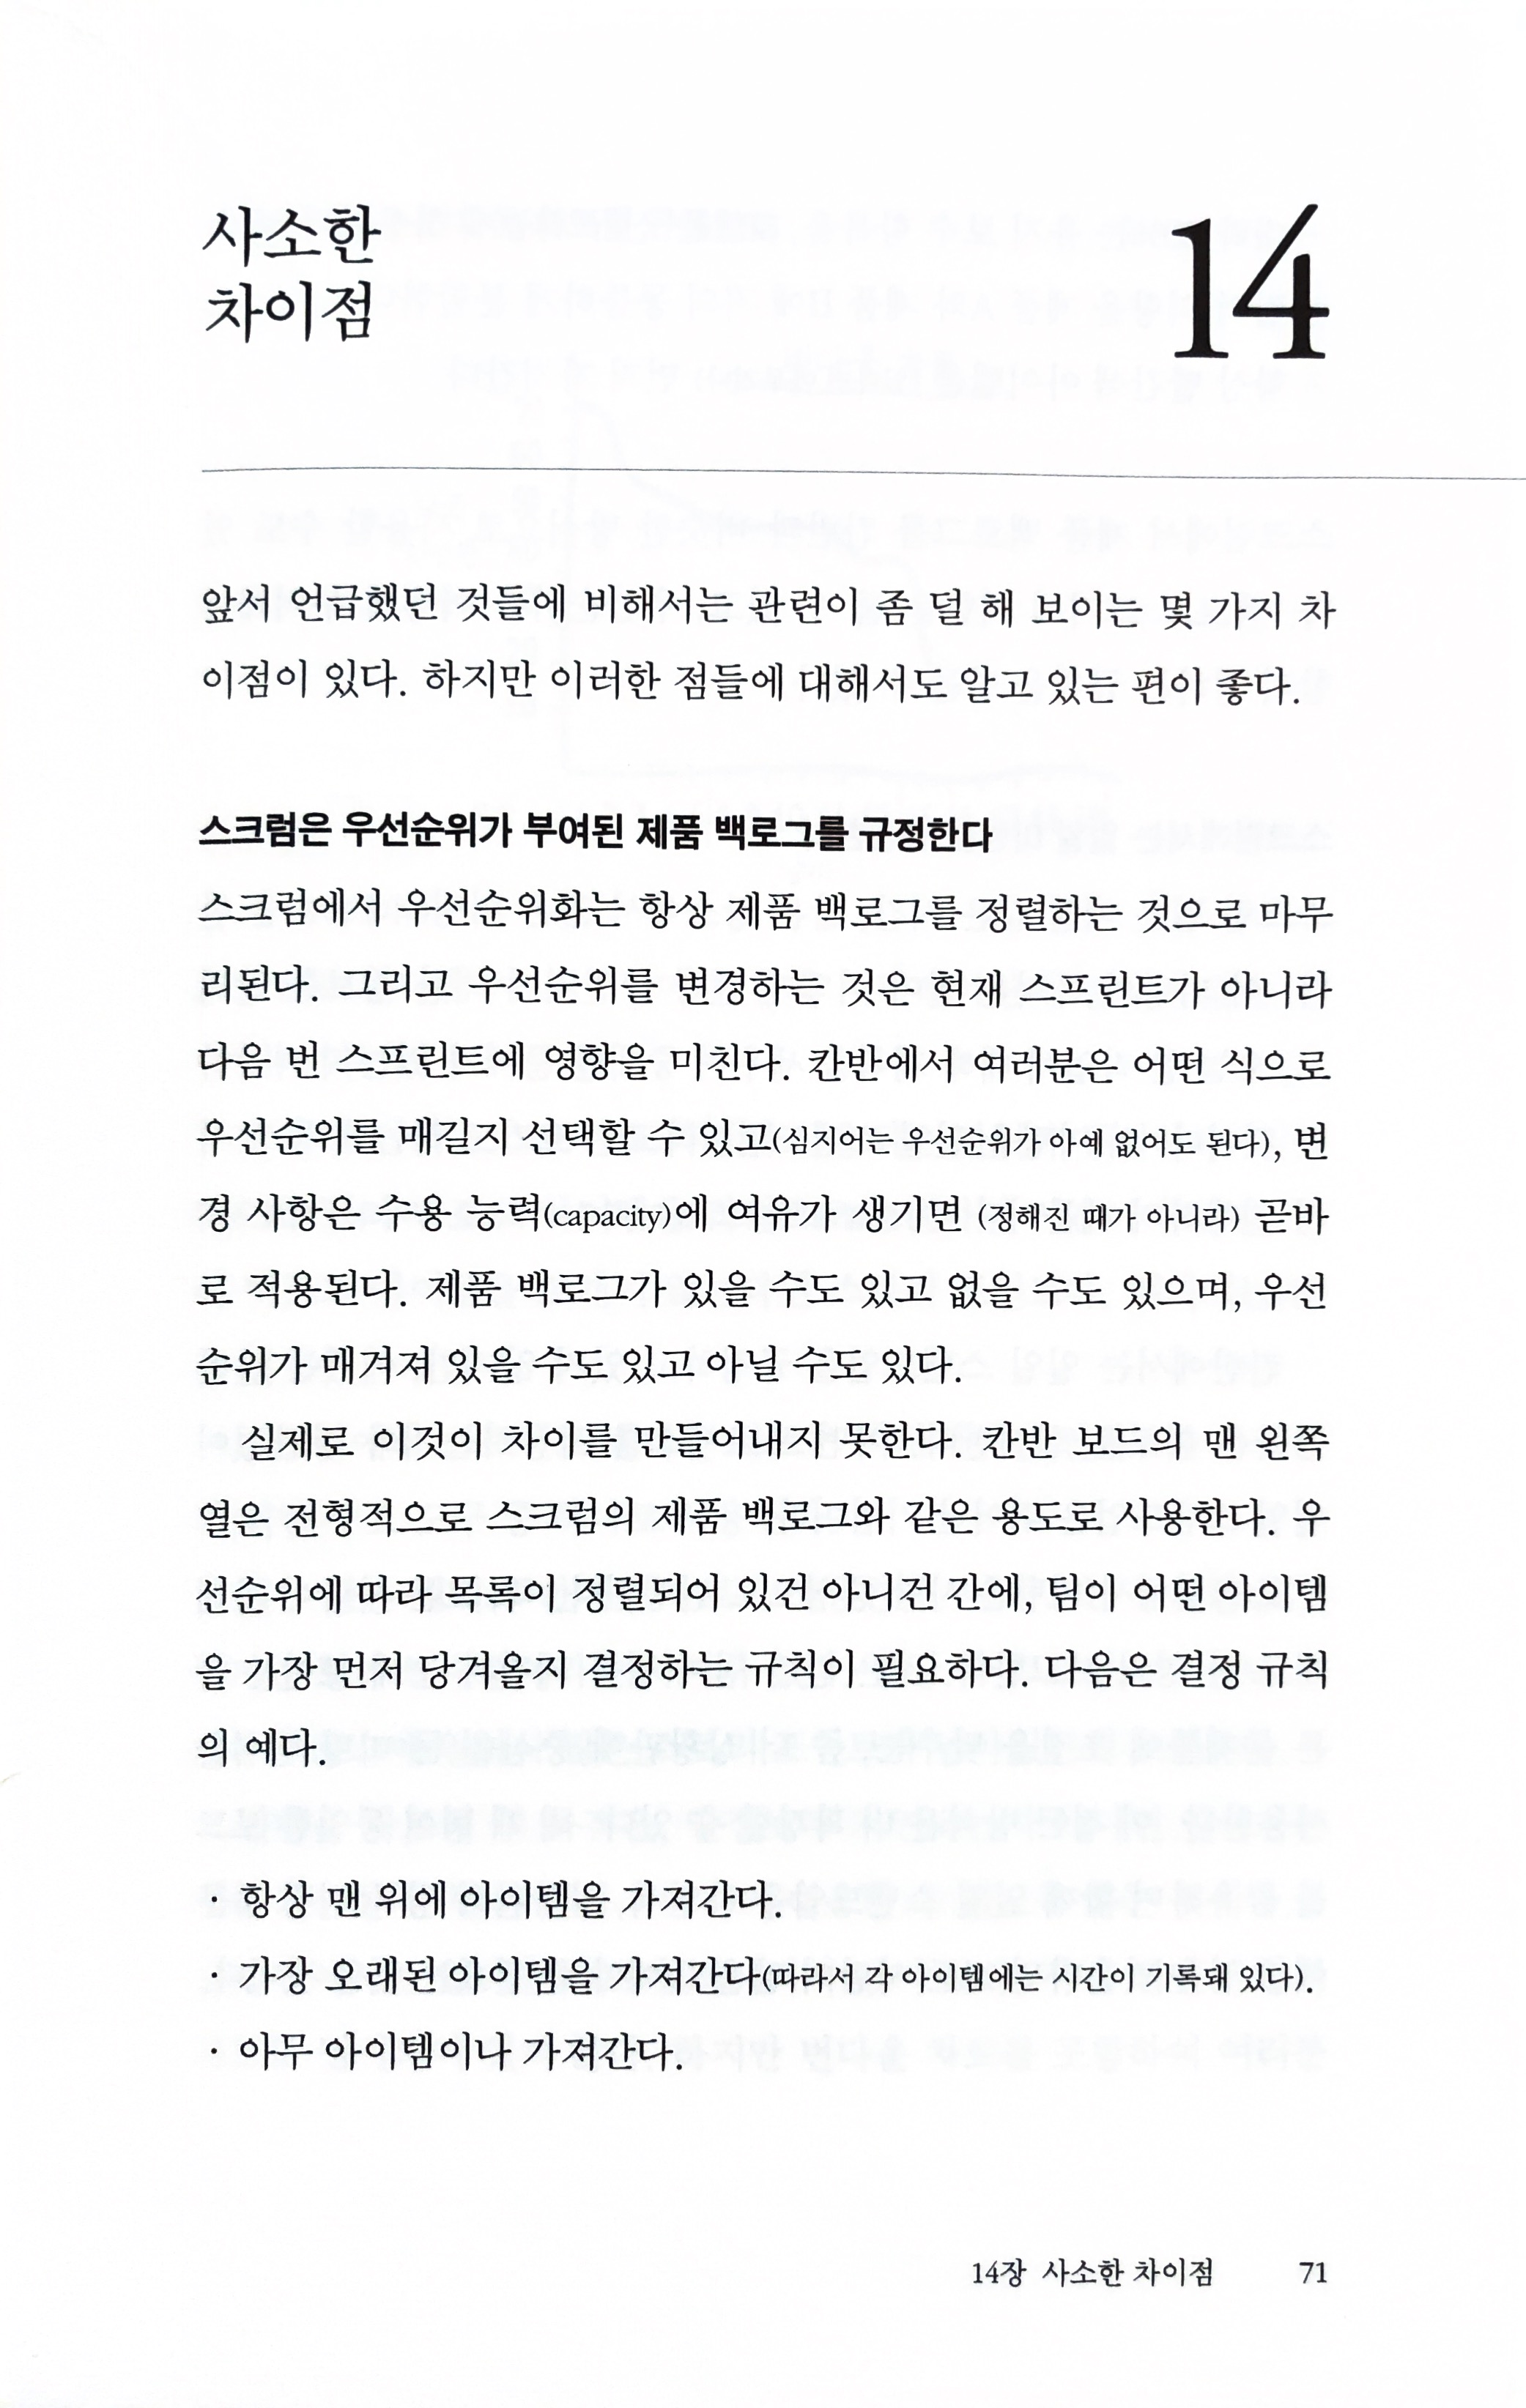 사소한
차이점
14
앞서 언급했던 것들에 비해서는 관련이 좀 덜 해 보이는 몇 가지 차
이점이 있다. 하지만 이러한 점들에 대해서도 알고 있는 편이 좋다.
스크럼은 우선순위가 부여된 제품 백로그를 규정한다
스크럼에서 우선순위화는 항상 제품 백로그를 정렬하는 것으로 마무
리된다. 그리고 우선순위를 변경하는 것은 현재 스프린트가 아니라
다음 번 스프린트에 영향을 미친다. 칸반에서 여러분은 어떤 식으로
우선순위를 매길지 선택할 수 있고(심지어는 우선순위가 아예 없어도 된다), 변
경 사항은 수용 능력(capacity)에 여유가 생기면 (정해진 때가 아니라) 곧바
로 적용된다. 제품 백로그가 있을 수도 있고 없을 수도 있으며, 우선
순위가 매겨져 있을 수도 있고 아닐 수도 있다.
실제로 이것이 차이를 만들어내지 못한다. 칸반 보드의 맨 왼쪽
열은 전형적으로 스크럼의 제품 백로그와 같은 용도로 사용한다. 우
선순위에 따라 목록이 정렬되어 있건 아니건 간에, 팀이 어떤 아이템
을 가장 먼저 당겨올지 결정하는 규칙이 필요하다. 다음은 결정 규칙
의 예다.
· 항상 맨 위에 아이템을 가져간다.
· 가장 오래된 아이템을 가져간다(따라서 각 아이템에는 시간이 기록돼 있다).
· 아무 아이템이나 가져간다.
14장 사소한 차이점 71